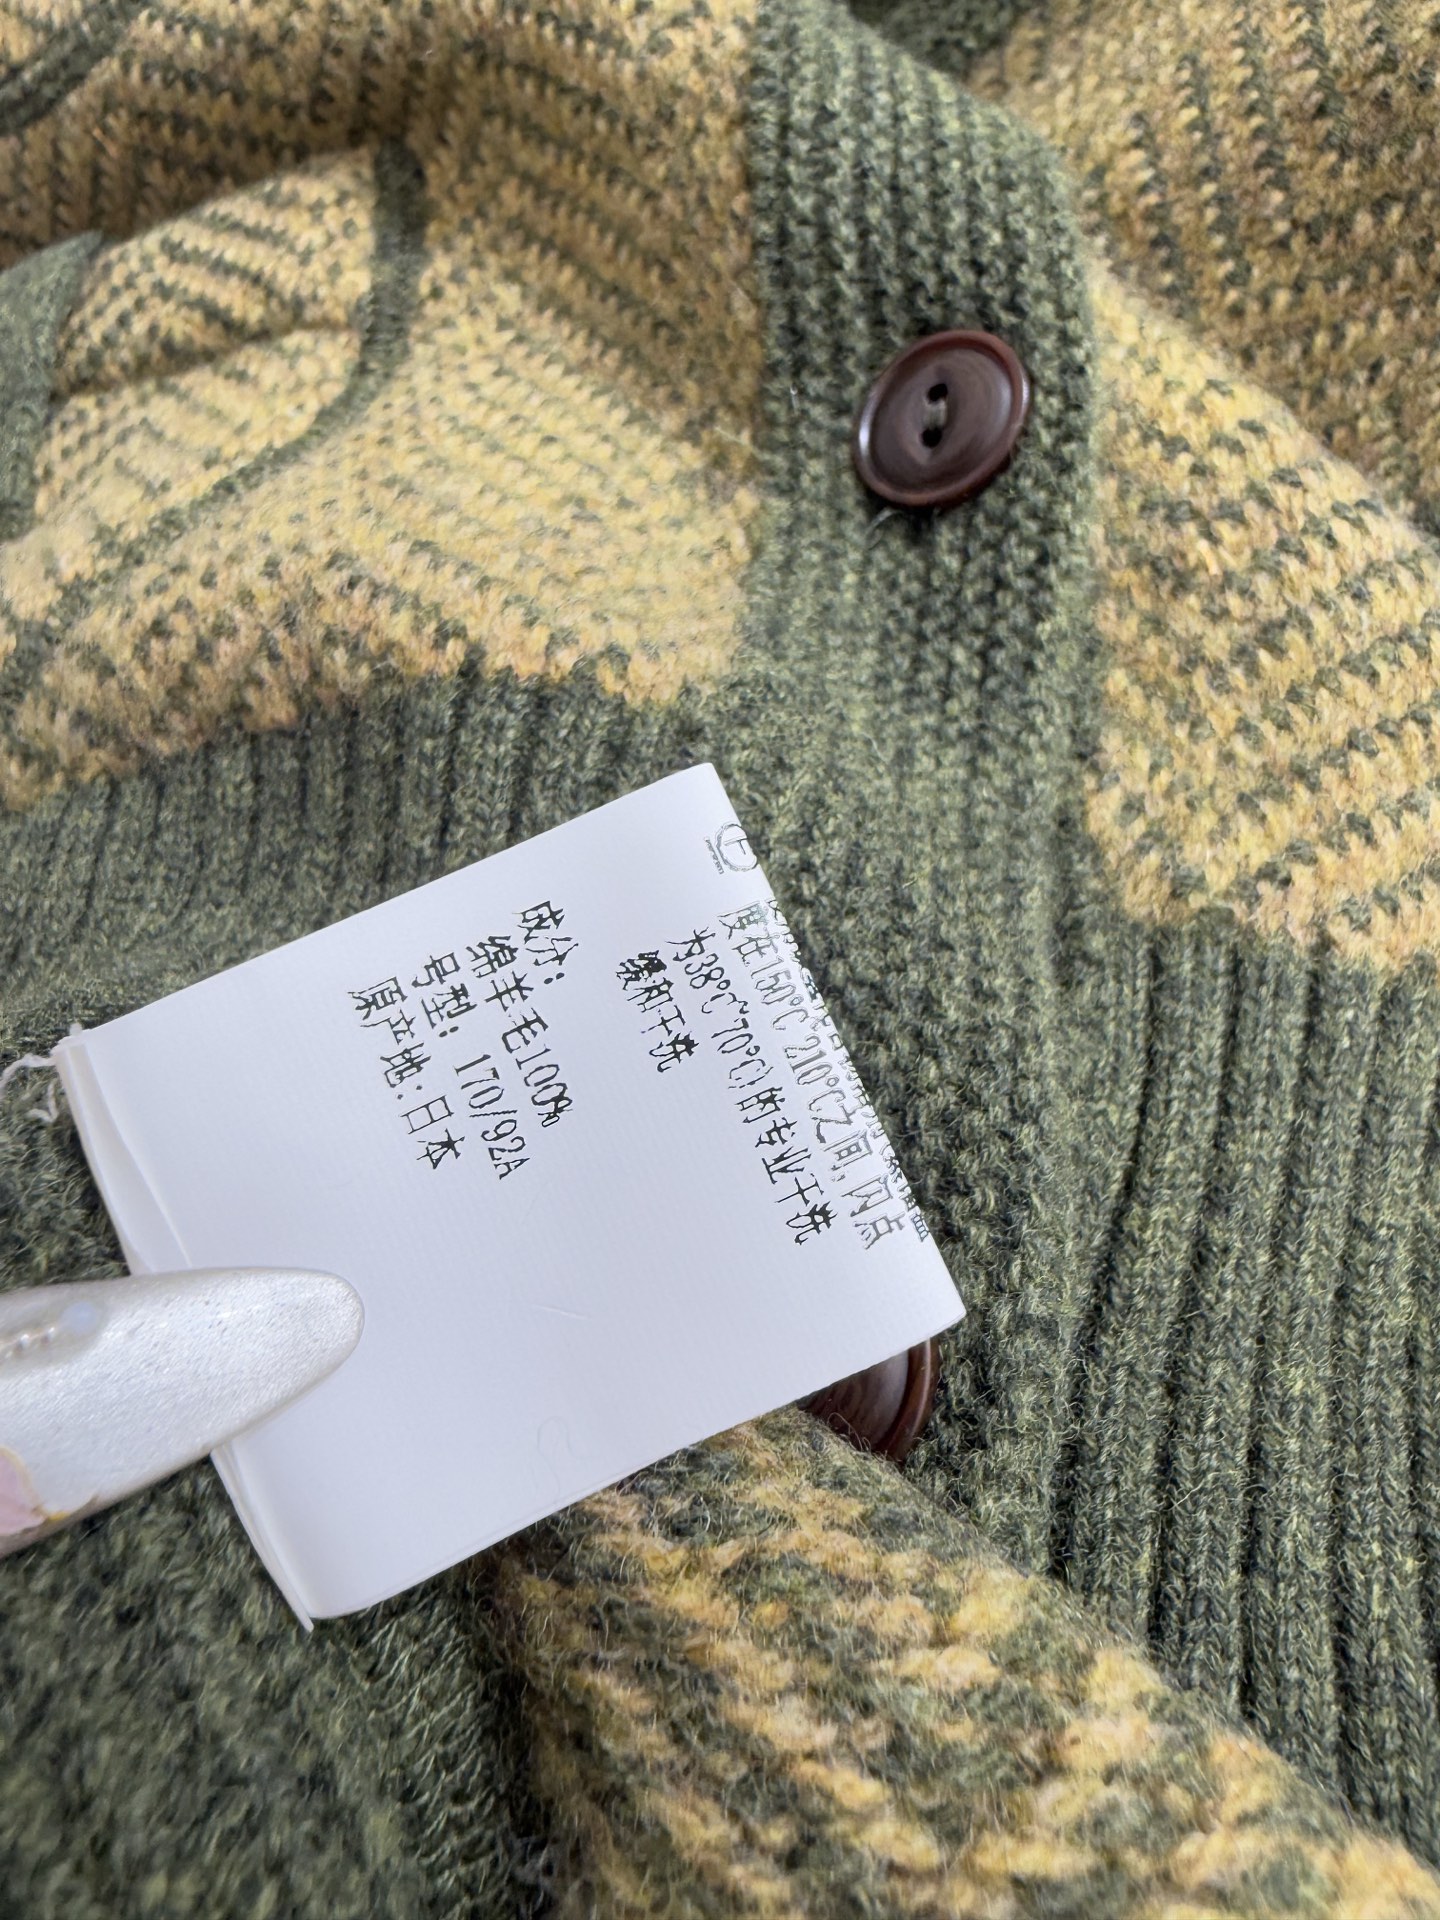 度在150℃~210℃之间, 闪点
为38℃~70℃)的专业干洗
缓和干洗
成分:
绵羊毛100%
号型: 170/92A
原产地: 日本